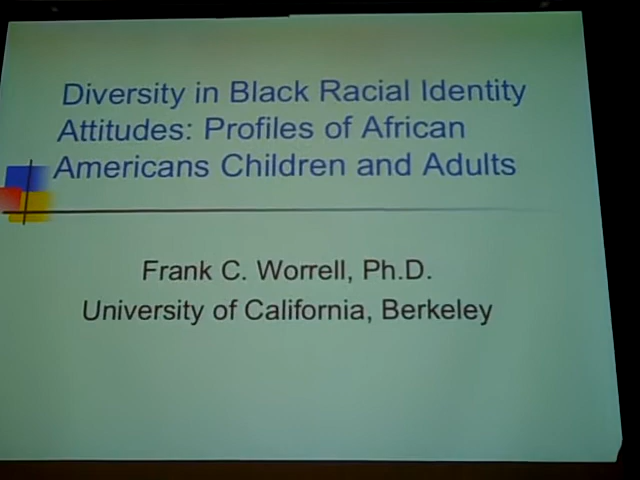 Diversity in Black Racial Identity
Attitudes: Profiles of African
Americans Children and Adults
Frank C. Worrell, Ph.D.
University of California, Berkeley